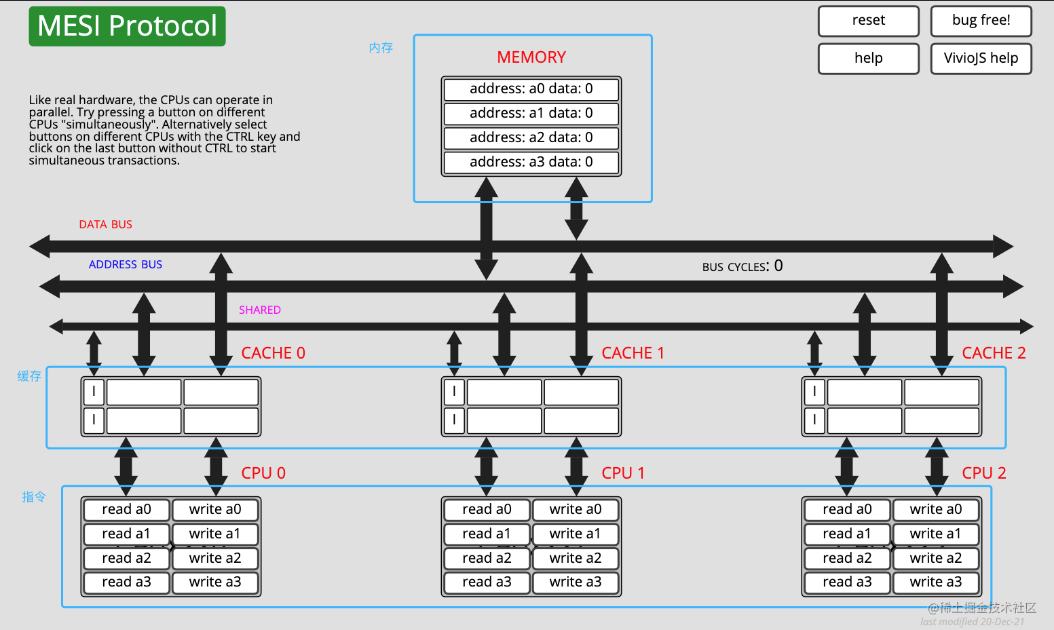 MESI Protocol
reset
bug free!
help
VivioJS help
内存
MEMORY
address: a0 data: 0
address: a1 data: 0
address: a2 data: 0
address: a3 data: 0
Like real hardware, the CPUs can operate in
parallel. Try pressing a button on different
CPUs "simultaneously". Alternatively select
buttons on different CPUs with the CTRL key and
click on the last button without CTRL to start
simultaneous transactions.
DATA BUS
ADDRESS BUS
BUS CYCLES: 0
SHARED
CACHE 0
CACHE 1
CACHE 2
缓存
I
I
I
I
I
I
CPU 0
CPU 1
CPU 2
指令
read a0 write a0 read a0 write a0 read a0 write a0
read a1 write a1 read a1 write a1 read a1 write a1
read a2 write a2 read a2 write a2 read a2 write a2
read a3 write a3 read a3 write a3 read a3 write a3
@稀土掘金技术社区
last modified 20-Dec-21